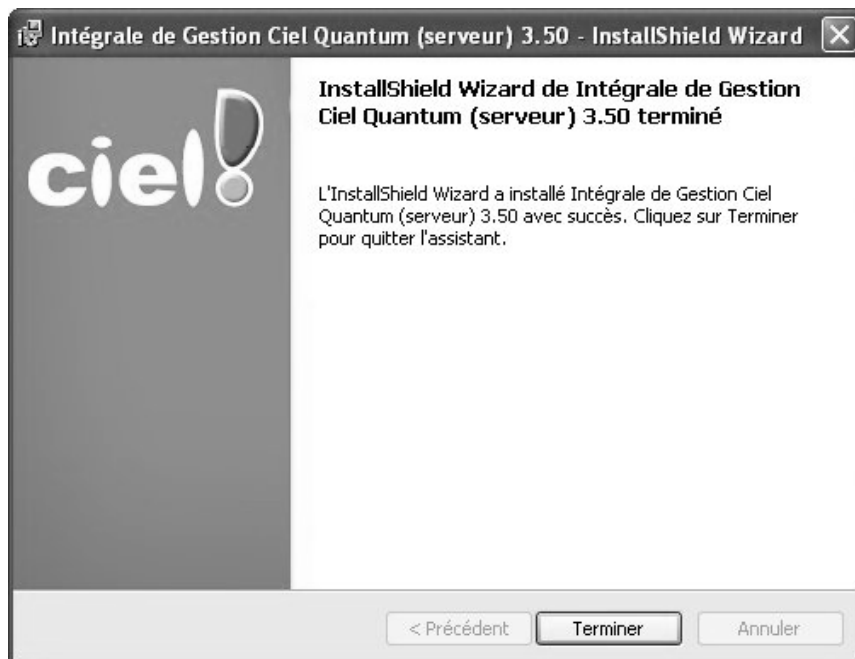 Intégrale de Gestion Ciel Quantum (serveur) 3.50 - InstallShield Wizard
ciel!
InstallShield Wizard de Intégrale de Gestion
Ciel Quantum (serveur) 3.50 terminé
L'InstallShield Wizard a installé Intégrale de Gestion Ciel
Quantum (serveur) 3.50 avec succès. Cliquez sur Terminer
pour quitter l'assistant.
< Précédent
Terminer
Annuler